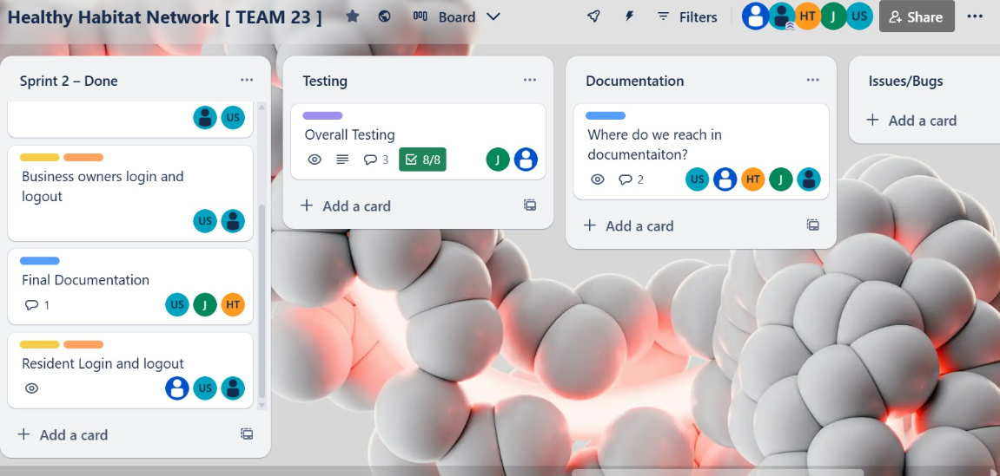 Healthy Habitat Network [ TEAM 23 ]
Board
Filters
HT
J
US
Share
Sprint 2 – Done
US
Business owners login and
logout
US
Final Documentation
1
US
J
HT
Resident Login and logout
US
+ Add a card
Testing
Overall Testing
3
8/8
J
+ Add a card
Documentation
Where do we reach in
documentaiton?
2
US
HT
J
+ Add a card
Issues/Bugs
+ Add a card